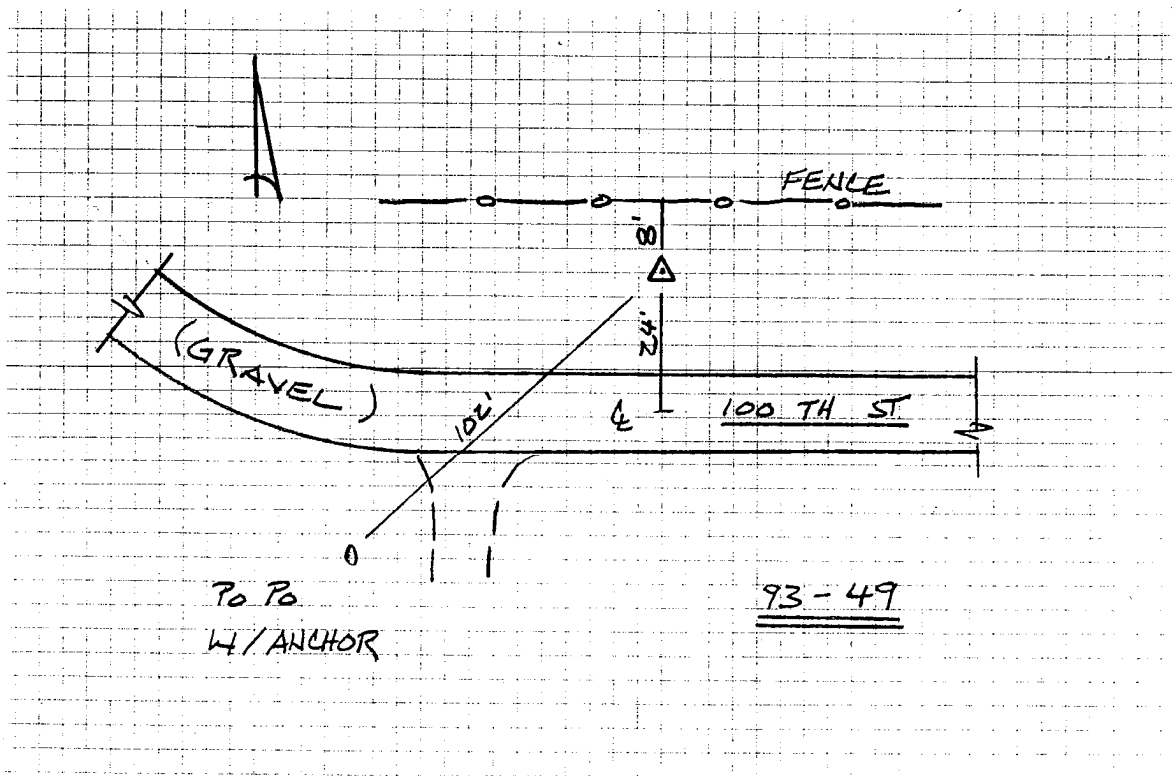 FENCE
8'
24'
(GRAVEL)
102'
℄
100 TH ST
Po Po
W/ANCHOR
93-49